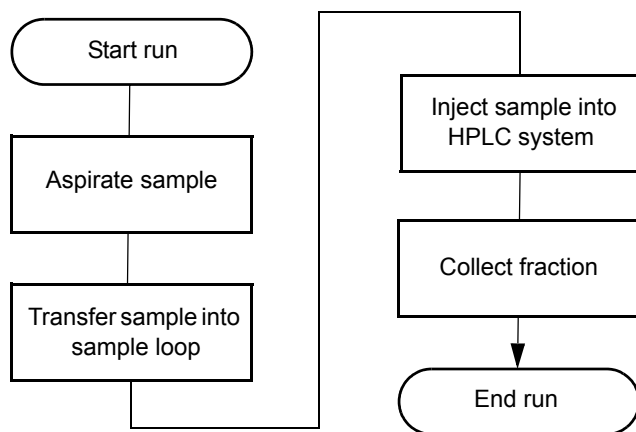 Start run
Aspirate sample
Transfer sample into
sample loop
Inject sample into
HPLC system
Collect fraction
End run